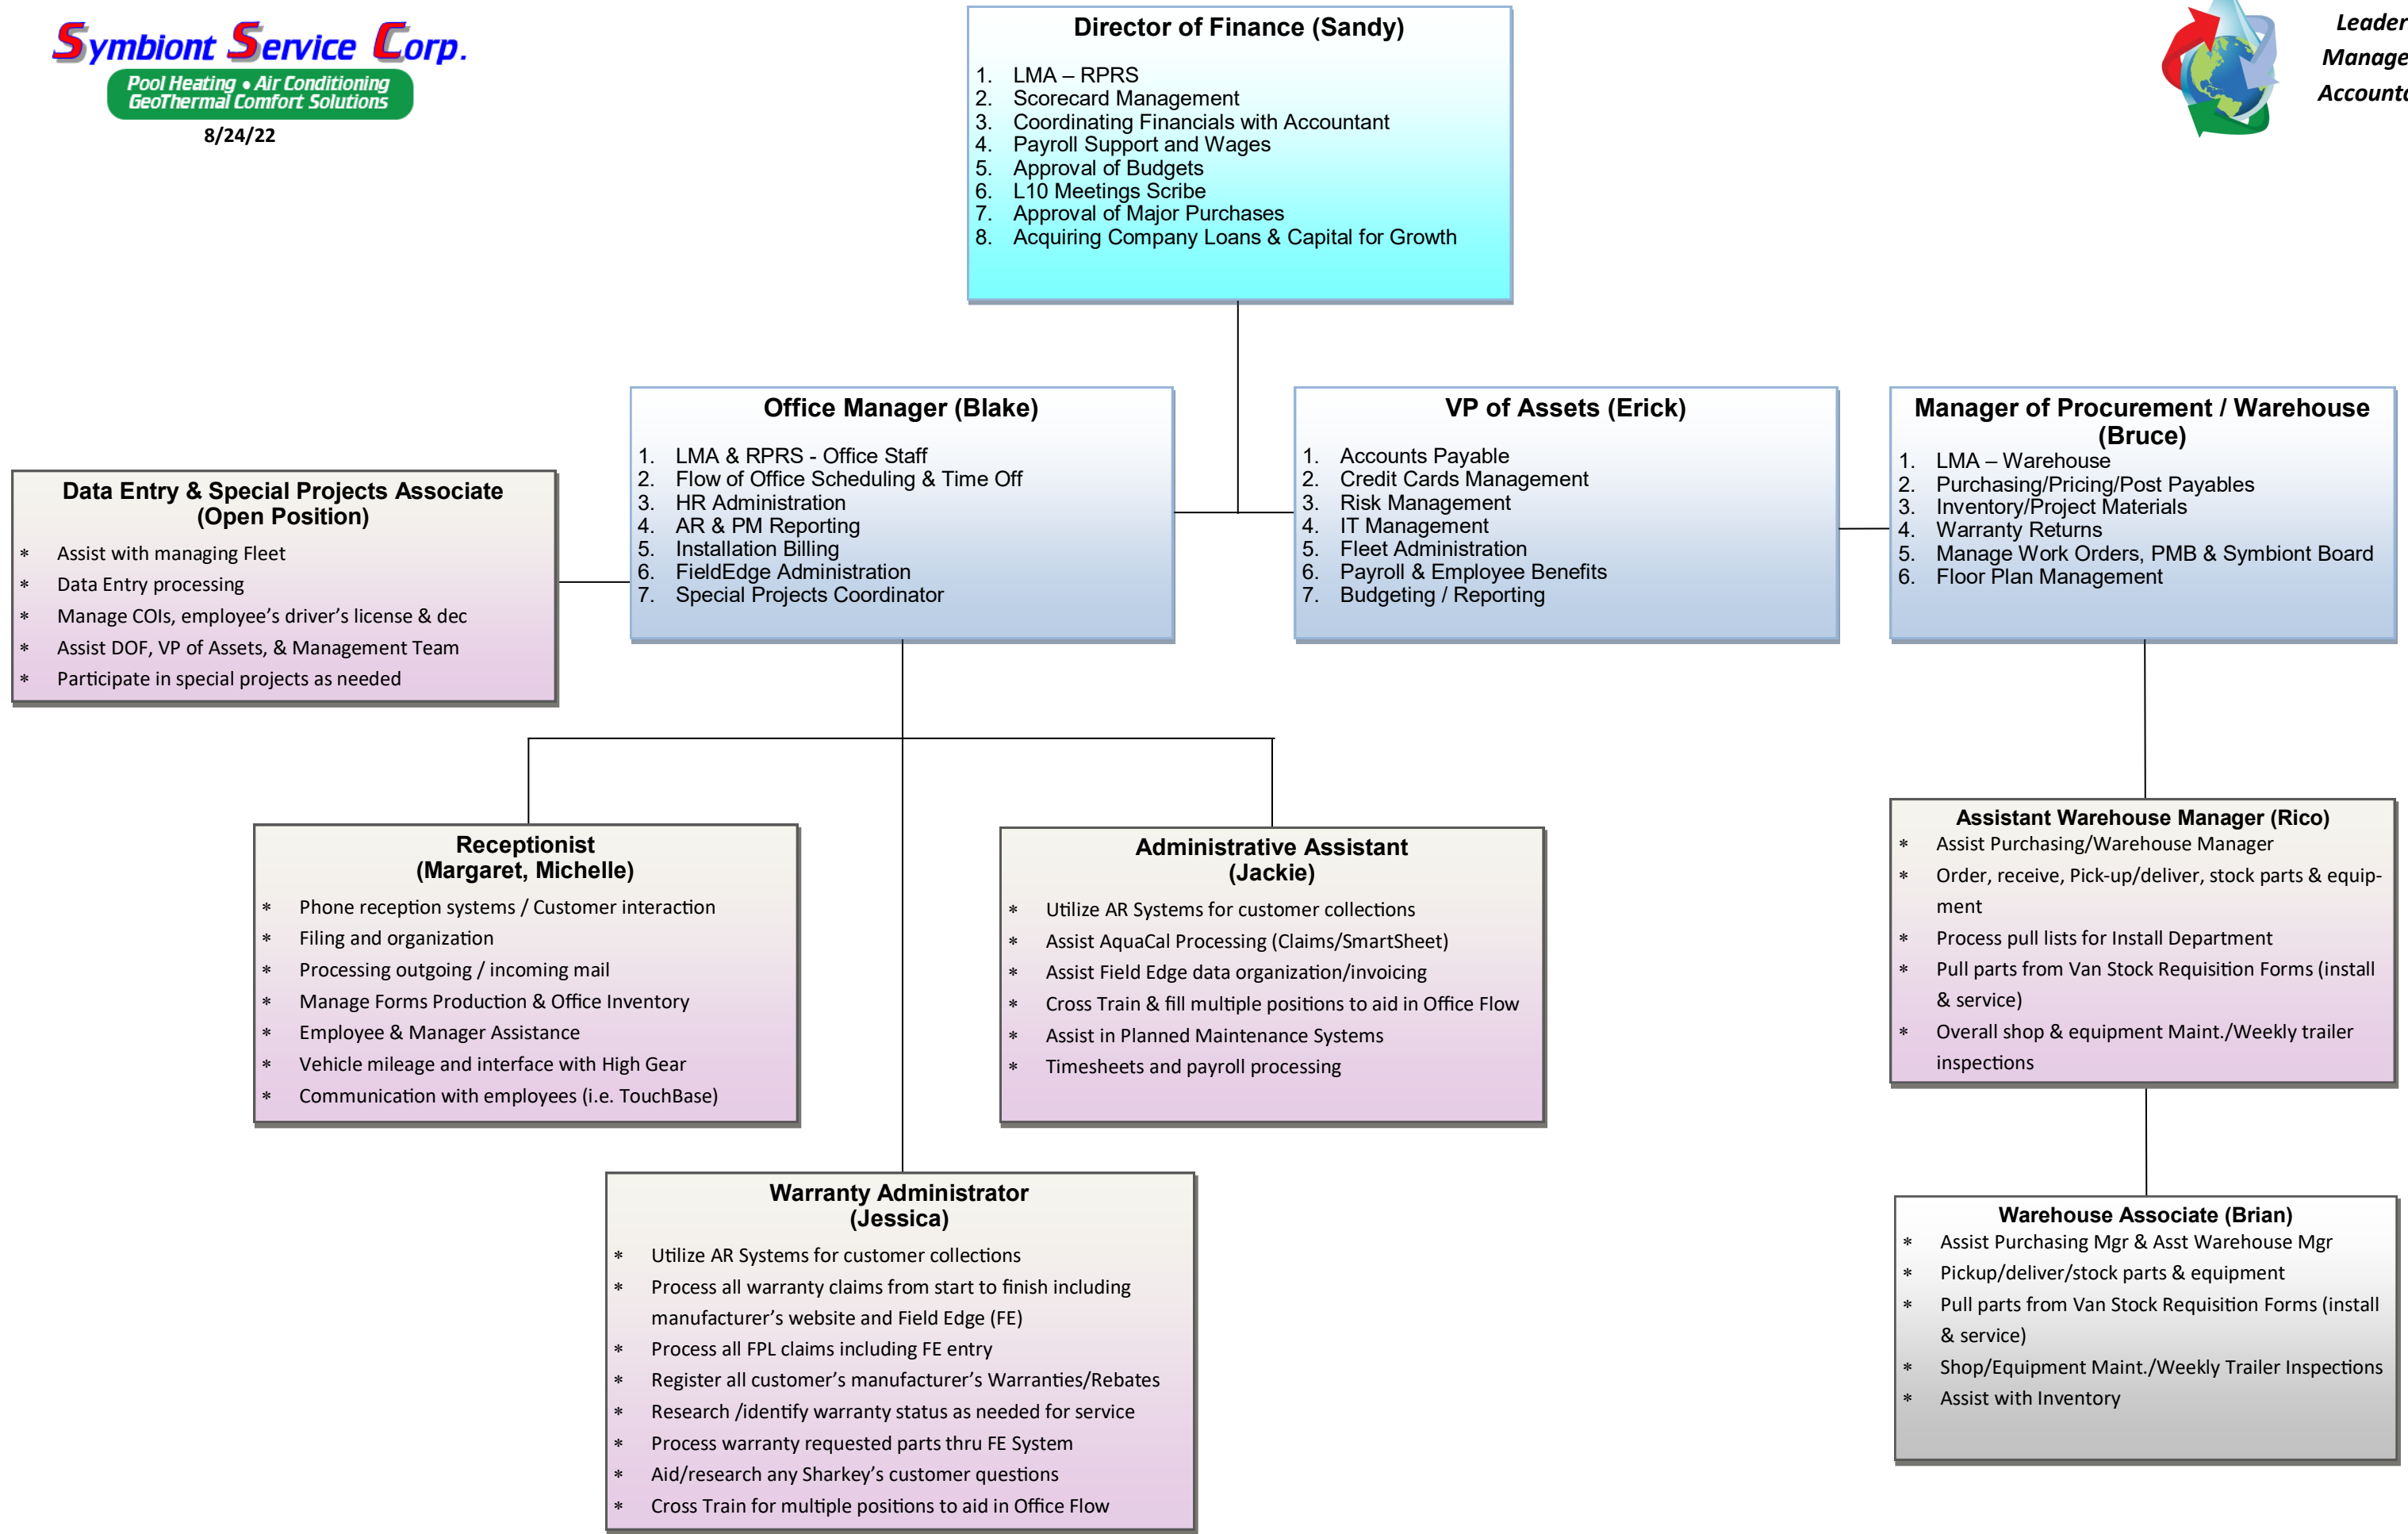 Symbiont Service Corp.
Pool Heating • Air Conditioning
GeoThermal Comfort Solutions
8/24/22
Leader
Manage
Accounta
Director of Finance (Sandy)
1. LMA – RPRS
2. Scorecard Management
3. Coordinating Financials with Accountant
4. Payroll Support and Wages
5. Approval of Budgets
6. L10 Meetings Scribe
7. Approval of Major Purchases
8. Acquiring Company Loans & Capital for Growth
Office Manager (Blake)
1. LMA & RPRS - Office Staff
2. Flow of Office Scheduling & Time Off
3. HR Administration
4. AR & PM Reporting
5. Installation Billing
6. FieldEdge Administration
7. Special Projects Coordinator
VP of Assets (Erick)
1. Accounts Payable
2. Credit Cards Management
3. Risk Management
4. IT Management
5. Fleet Administration
6. Payroll & Employee Benefits
7. Budgeting / Reporting
Manager of Procurement / Warehouse
(Bruce)
1. LMA – Warehouse
2. Purchasing/Pricing/Post Payables
3. Inventory/Project Materials
4. Warranty Returns
5. Manage Work Orders, PMB & Symbiont Board
6. Floor Plan Management
Data Entry & Special Projects Associate
(Open Position)
* Assist with managing Fleet
* Data Entry processing
* Manage COIs, employee’s driver’s license & dec
* Assist DOF, VP of Assets, & Management Team
* Participate in special projects as needed
Receptionist
(Margaret, Michelle)
* Phone reception systems / Customer interaction
* Filing and organization
* Processing outgoing / incoming mail
* Manage Forms Production & Office Inventory
* Employee & Manager Assistance
* Vehicle mileage and interface with High Gear
* Communication with employees (i.e. TouchBase)
Administrative Assistant
(Jackie)
* Utilize AR Systems for customer collections
* Assist AquaCal Processing (Claims/SmartSheet)
* Assist Field Edge data organization/invoicing
* Cross Train & fill multiple positions to aid in Office Flow
* Assist in Planned Maintenance Systems
* Timesheets and payroll processing
Assistant Warehouse Manager (Rico)
* Assist Purchasing/Warehouse Manager
* Order, receive, Pick-up/deliver, stock parts & equip-
ment
* Process pull lists for Install Department
* Pull parts from Van Stock Requisition Forms (install
& service)
* Overall shop & equipment Maint./Weekly trailer
inspections
Warranty Administrator
(Jessica)
* Utilize AR Systems for customer collections
* Process all warranty claims from start to finish including
manufacturer’s website and Field Edge (FE)
* Process all FPL claims including FE entry
* Register all customer’s manufacturer’s Warranties/Rebates
* Research /identify warranty status as needed for service
* Process warranty requested parts thru FE System
* Aid/research any Sharkey’s customer questions
* Cross Train for multiple positions to aid in Office Flow
Warehouse Associate (Brian)
* Assist Purchasing Mgr & Asst Warehouse Mgr
* Pickup/deliver/stock parts & equipment
* Pull parts from Van Stock Requisition Forms (install
& service)
* Shop/Equipment Maint./Weekly Trailer Inspections
* Assist with Inventory